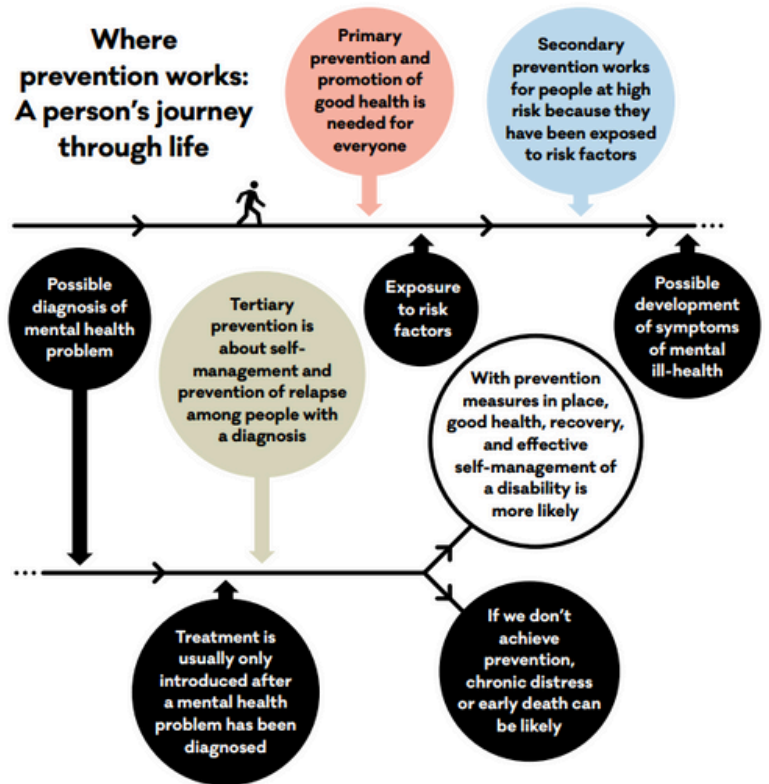 Where
prevention works:
A person's journey
through life
Primary
prevention and
promotion of
good health is
needed for
everyone
Secondary
prevention works
for people at high
risk because they
have been exposed
to risk factors
Exposure
to risk
factors
Possible
development
of symptoms
of mental
ill-health
Possible
diagnosis of
mental health
problem
Tertiary
prevention is
about self-
management and
prevention of relapse
among people with
a diagnosis
Treatment is
usually only
introduced after
a mental health
problem has been
diagnosed
With prevention
measures in place,
good health, recovery,
and effective
self-management of
a disability is
more likely
If we don't
achieve
prevention,
chronic distress
or early death can
be likely